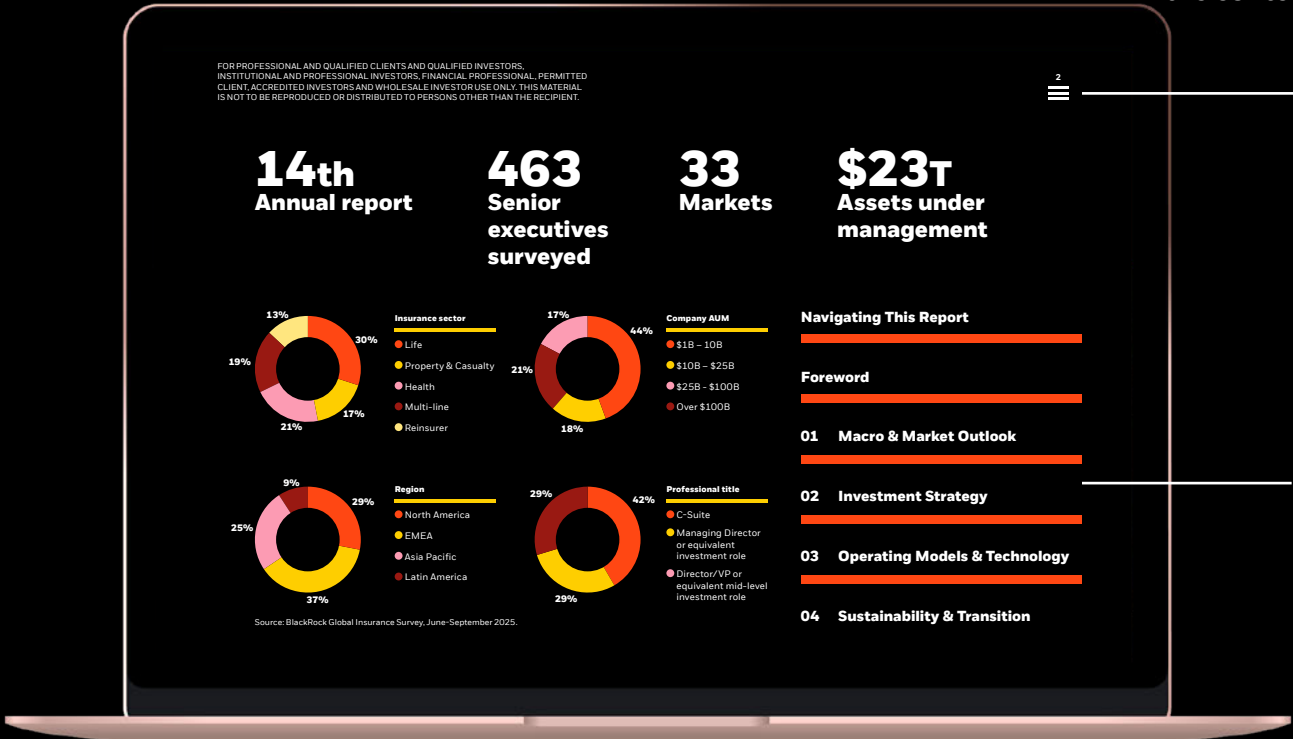 FOR PROFESSIONAL AND QUALIFIED CLIENTS AND QUALIFIED INVESTORS,
INSTITUTIONAL AND PROFESSIONAL INVESTORS, FINANCIAL PROFESSIONAL, PERMITTED
CLIENT, ACCREDITED INVESTORS AND WHOLESALE INVESTOR USE ONLY. THIS MATERIAL
IS NOT TO BE REPRODUCED OR DISTRIBUTED TO PERSONS OTHER THAN THE RECIPIENT.
2
14th
Annual report
463
Senior
executives
surveyed
33
Markets
$23T
Assets under
management
13%
30%
19%
17%
21%
Insurance sector
Life
Property & Casualty
Health
Multi-line
Reinsurer
17%
44%
21%
18%
Company AUM
$1B – 10B
$10B – $25B
$25B - $100B
Over $100B
9%
29%
25%
37%
Region
North America
EMEA
Asia Pacific
Latin America
29%
42%
29%
Professional title
C-Suite
Managing Director
or equivalent
investment role
Director/VP or
equivalent mid-level
investment role
Source: BlackRock Global Insurance Survey, June-September 2025.
Navigating This Report
Foreword
01 Macro & Market Outlook
02 Investment Strategy
03 Operating Models & Technology
04 Sustainability & Transition